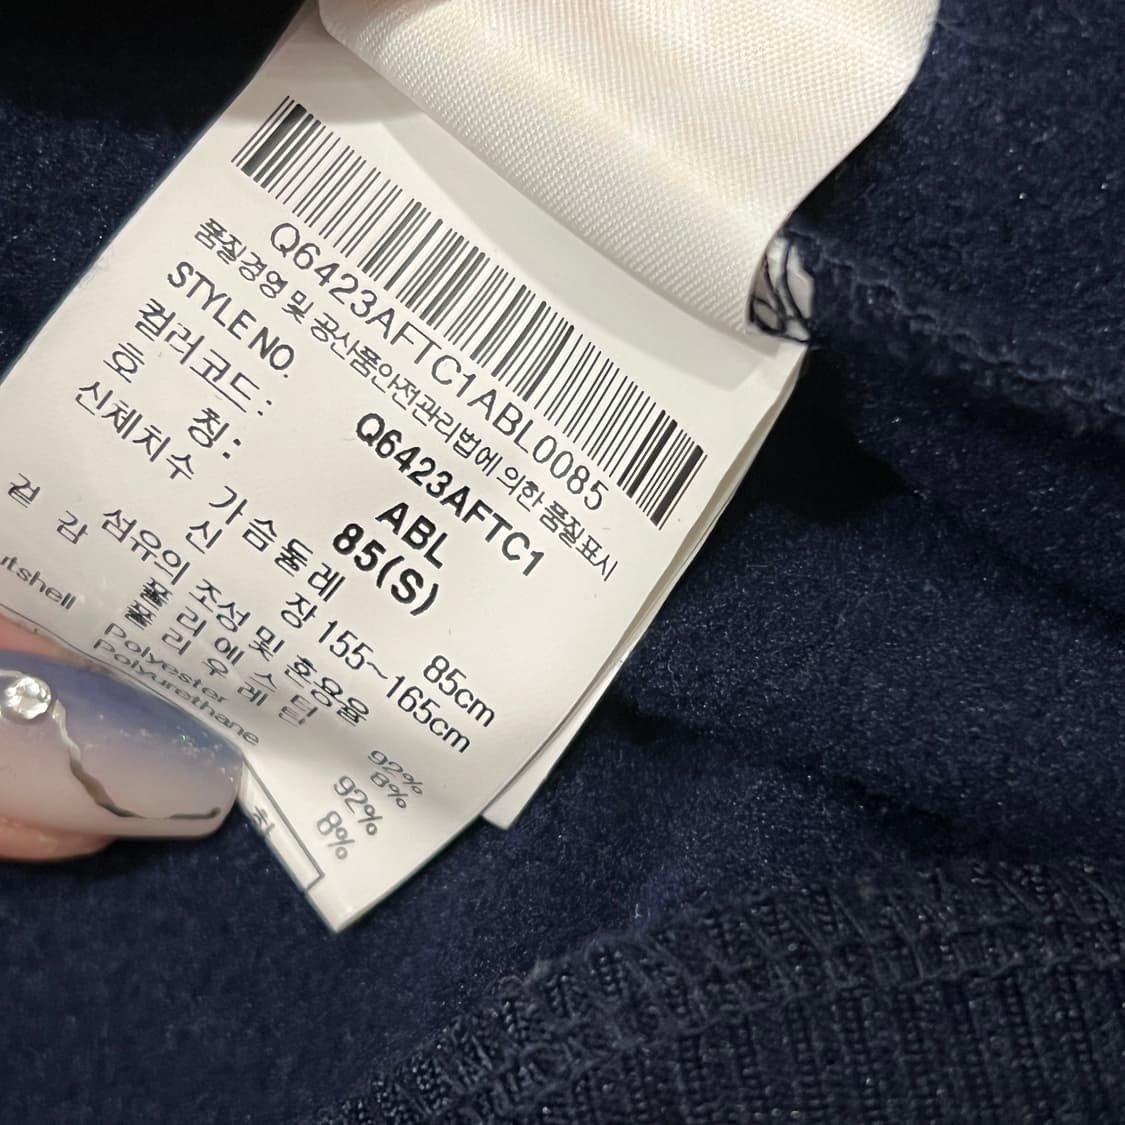 Q6423AFTC1ABL0085
품질경영 및 공산품안전관리법에 의한 품질표시
STYLE NO. Q6423AFTC1
컬러코드: ABL
호 칭: 85(S)
신체치수 가슴둘레 85cm
신 장 155~165cm
섬유의 조성 및 혼용율
겉 감 폴리에스터 92%
폴리우레탄 8%
utshell Polyester 92%
Polyurethane 8%